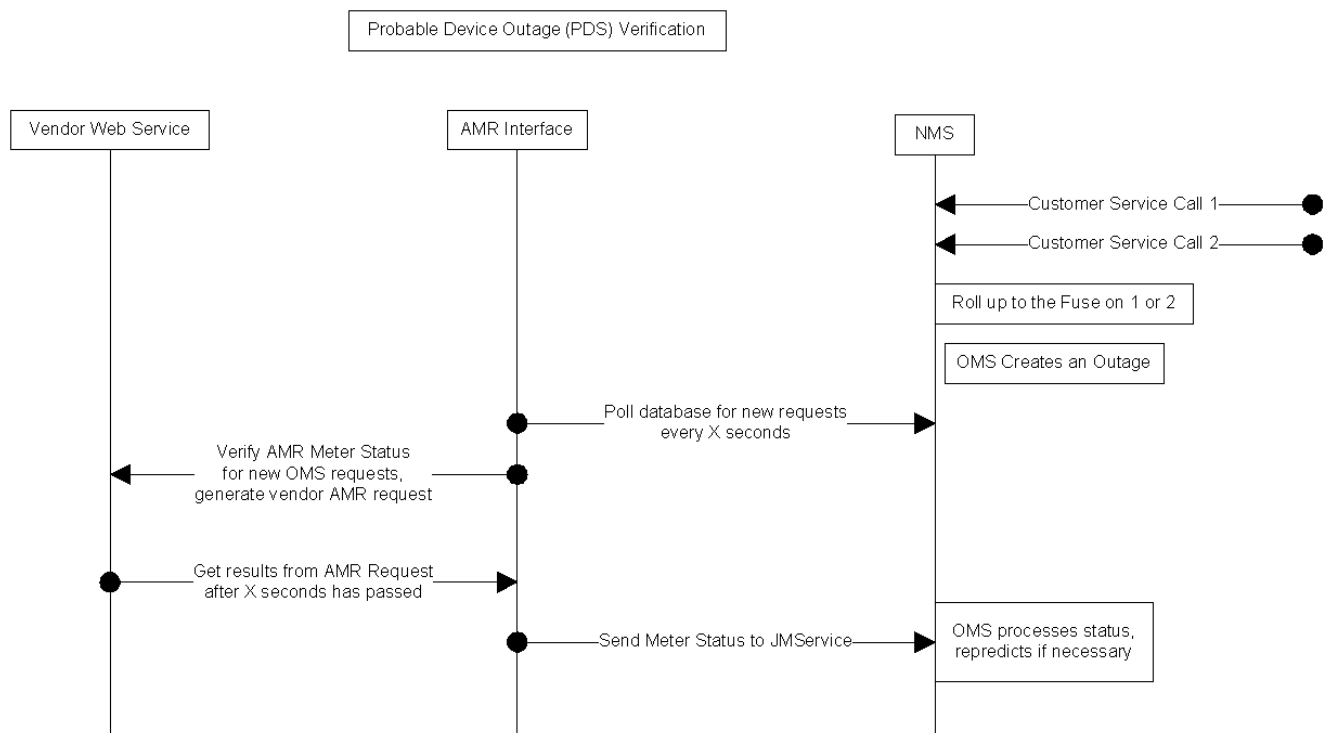 Probable Device Outage (PDS) Verification
Vendor Web Service
AMR Interface
NMS
Customer Service Call 1
Customer Service Call 2
Roll up to the Fuse on 1 or 2
OMS Creates an Outage
Poll database for new requests
every X seconds
Verify AMR Meter Status
for new OMS requests,
generate vendor AMR request
Get results from AMR Request
after X seconds has passed
Send Meter Status to JMService
OMS processes status,
repredicts if necessary